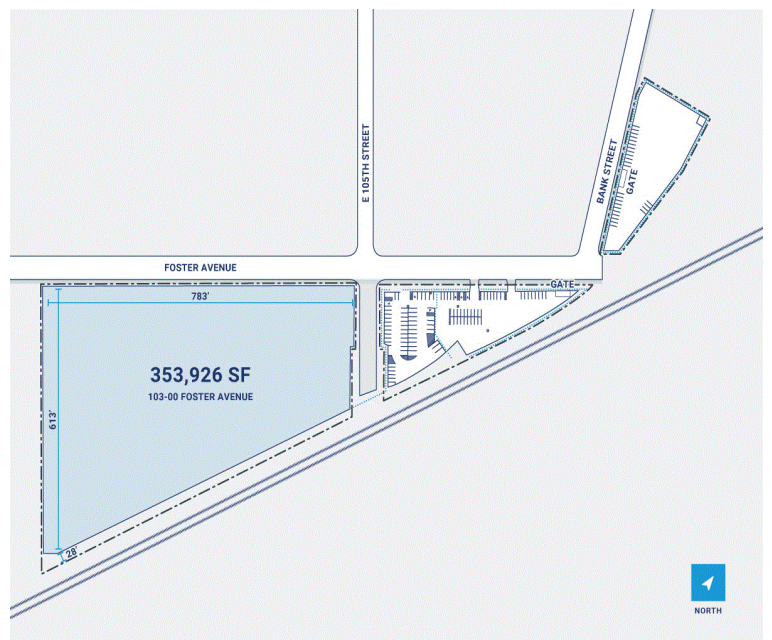 E 105TH STREET
BANK STREET
GATE
FOSTER AVENUE
GATE
783'
353,926 SF
103-00 FOSTER AVENUE
613'
28'
NORTH